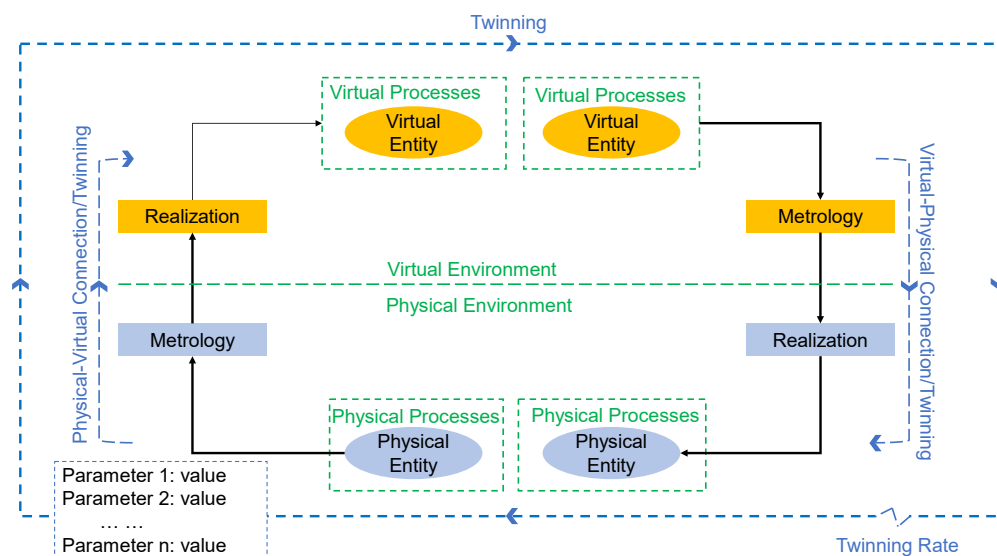 Twinning
Virtual Processes
Virtual
Entity
Virtual Processes
Virtual
Entity
Physical-Virtual Connection/Twinning
Virtual-Physical Connection/Twinning
Realization
Metrology
Virtual Environment
Physical Environment
Metrology
Realization
Physical Processes
Physical
Entity
Physical Processes
Physical
Entity
Parameter 1: value
Parameter 2: value
... ...
Parameter n: value
Twinning Rate